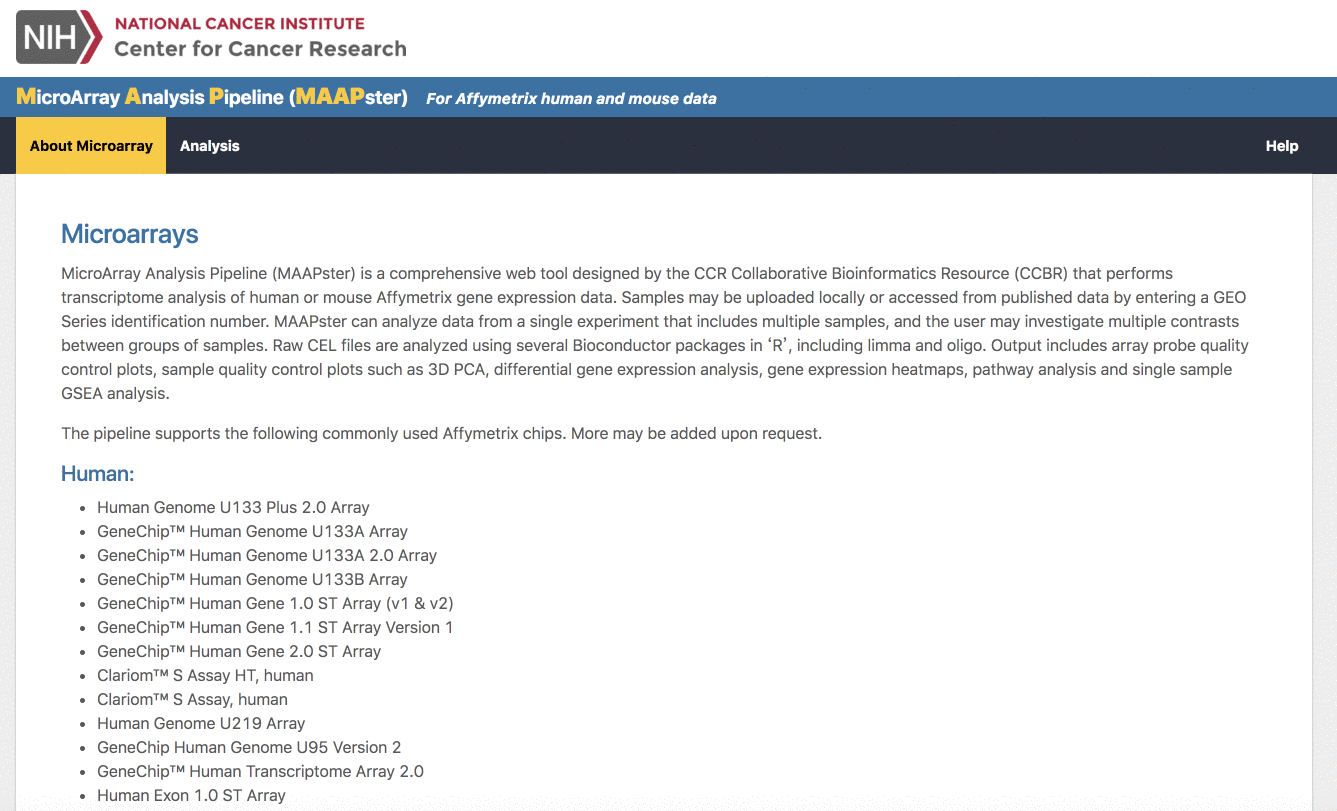 NIH NATIONAL CANCER INSTITUTE
Center for Cancer Research
MicroArray Analysis Pipeline (MAAPster) For Affymetrix human and mouse data
About Microarray Analysis Help
Microarrays
MicroArray Analysis Pipeline (MAAPster) is a comprehensive web tool designed by the CCR Collaborative Bioinformatics Resource (CCBR) that performs
transcriptome analysis of human or mouse Affymetrix gene expression data. Samples may be uploaded locally or accessed from published data by entering a GEO
Series identification number. MAAPster can analyze data from a single experiment that includes multiple samples, and the user may investigate multiple contrasts
between groups of samples. Raw CEL files are analyzed using several Bioconductor packages in ‘R’, including limma and oligo. Output includes array probe quality
control plots, sample quality control plots such as 3D PCA, differential gene expression analysis, gene expression heatmaps, pathway analysis and single sample
GSEA analysis.
The pipeline supports the following commonly used Affymetrix chips. More may be added upon request.
Human:
• Human Genome U133 Plus 2.0 Array
• GeneChip™ Human Genome U133A Array
• GeneChip™ Human Genome U133A 2.0 Array
• GeneChip™ Human Genome U133B Array
• GeneChip™ Human Gene 1.0 ST Array (v1 & v2)
• GeneChip™ Human Gene 1.1 ST Array Version 1
• GeneChip™ Human Gene 2.0 ST Array
• Clariom™ S Assay HT, human
• Clariom™ S Assay, human
• Human Genome U219 Array
• GeneChip Human Genome U95 Version 2
• GeneChip™ Human Transcriptome Array 2.0
• Human Exon 1.0 ST Array